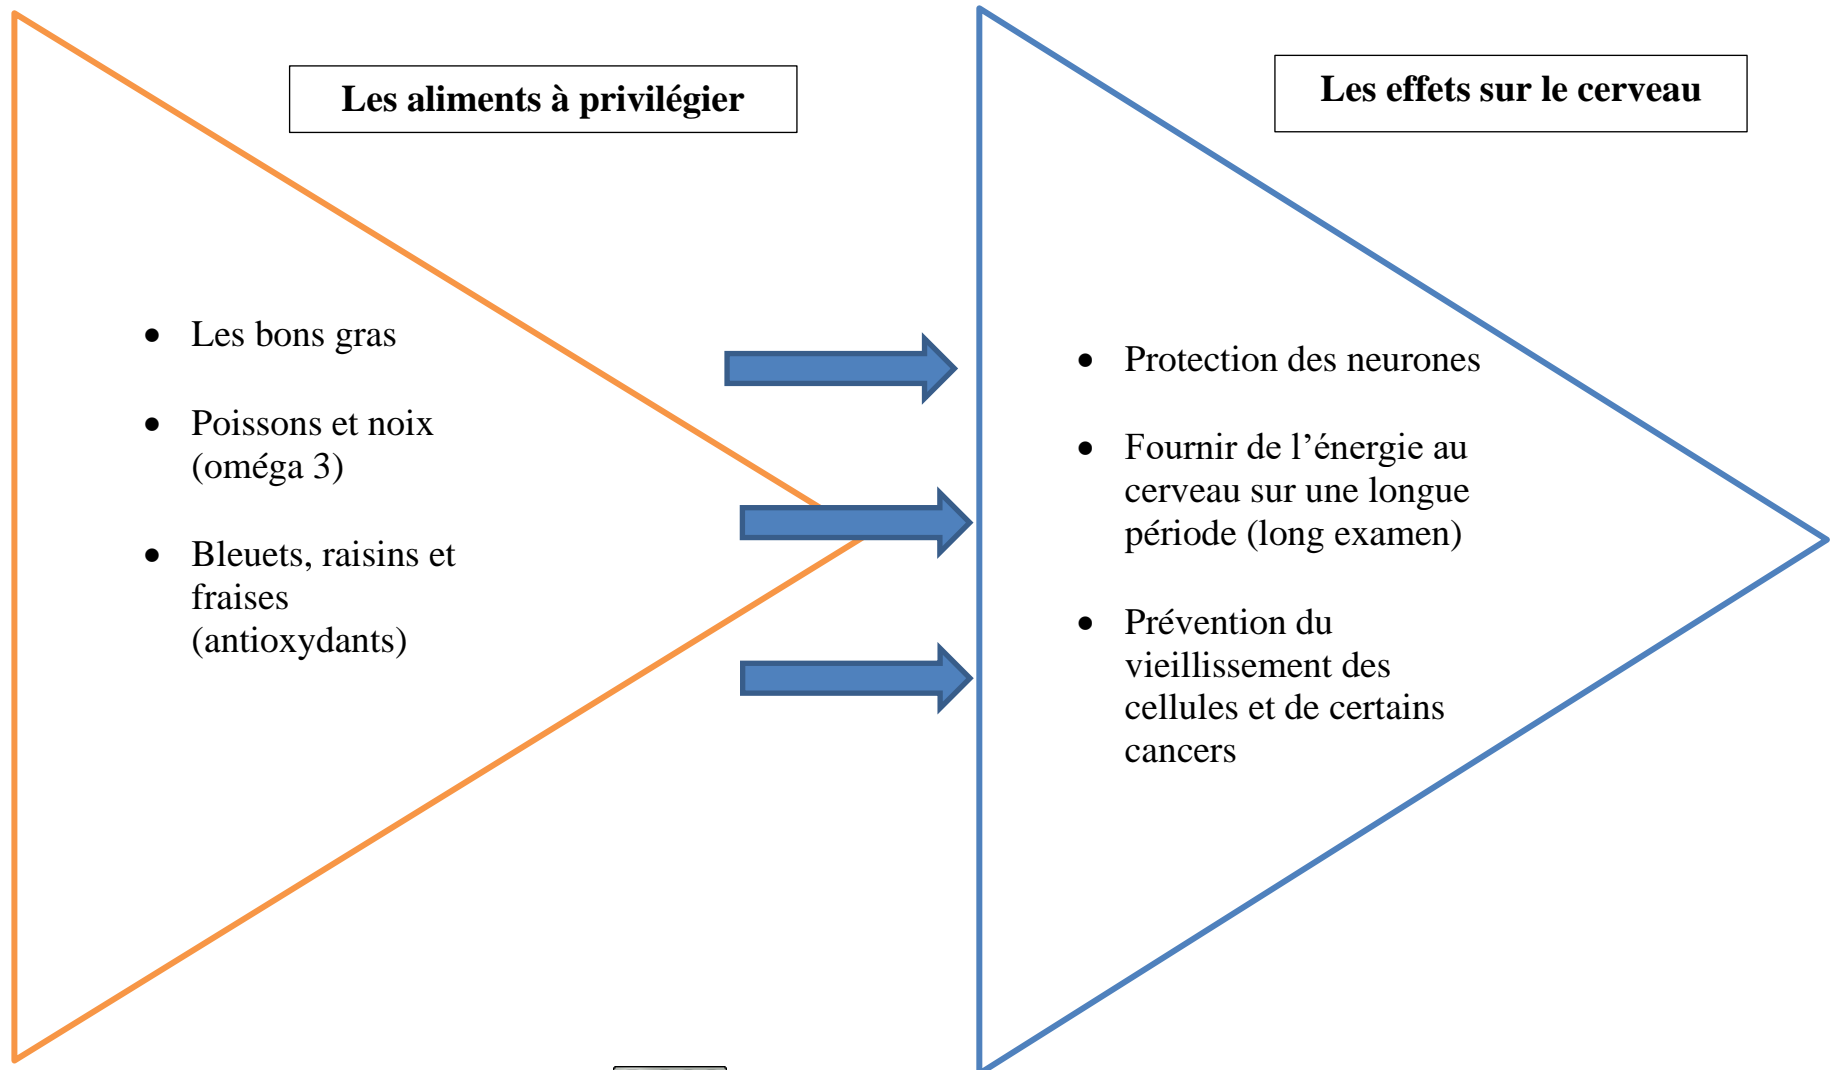 Les aliments à privilégier
• Les bons gras
• Poissons et noix
(oméga 3)
• Bleuets, raisins et
fraises
(antioxydants)
Les effets sur le cerveau
• Protection des neurones
• Fournir de l’énergie au
cerveau sur une longue
période (long examen)
• Prévention du
vieillissement des
cellules et de certains
cancers